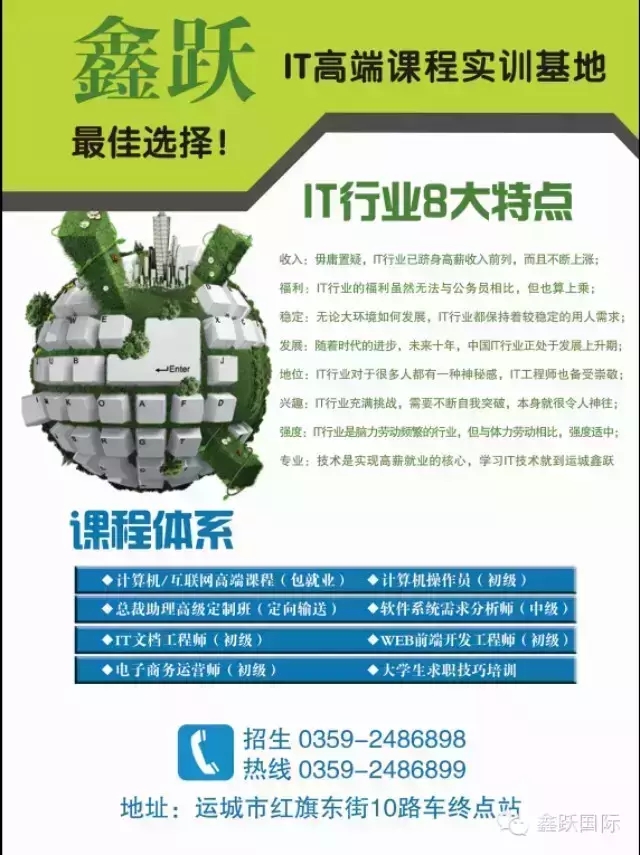 鑫跃
IT高端课程实训基地
最佳选择！
IT行业8大特点
收入：毋庸置疑，IT行业已跻身高薪收入前列，而且不断上涨；
福利：IT行业的福利虽然无法与公务员相比，但也算上乘；
稳定：无论大环境如何发展，IT行业都保持着较稳定的用人需求；
发展：随着时代的进步，未来十年，中国IT行业正处于发展上升期；
地位：IT行业对于很多人都有一种神秘感，IT工程师也备受崇敬；
兴趣：IT行业充满挑战，需要不断自我突破，本身就很令人神往；
强度：IT行业是脑力劳动频繁的行业，但与体力劳动相比，强度适中；
专业：技术是实现高薪就业的核心，学习IT技术就到运城鑫跃
Enter
课程体系
◆计算机/互联网高端课程（包就业） ◆计算机操作员（初级）
◆总裁助理高级定制班（定向输送） ◆软件系统需求分析师（中级）
◆IT文档工程师（初级） ◆WEB前端开发工程师（初级）
◆电子商务运营师（初级） ◆大学生求职技巧培训
招生 0359-2486898
热线 0359-2486899
地址：运城市红旗东街10路车终点站
鑫跃国际